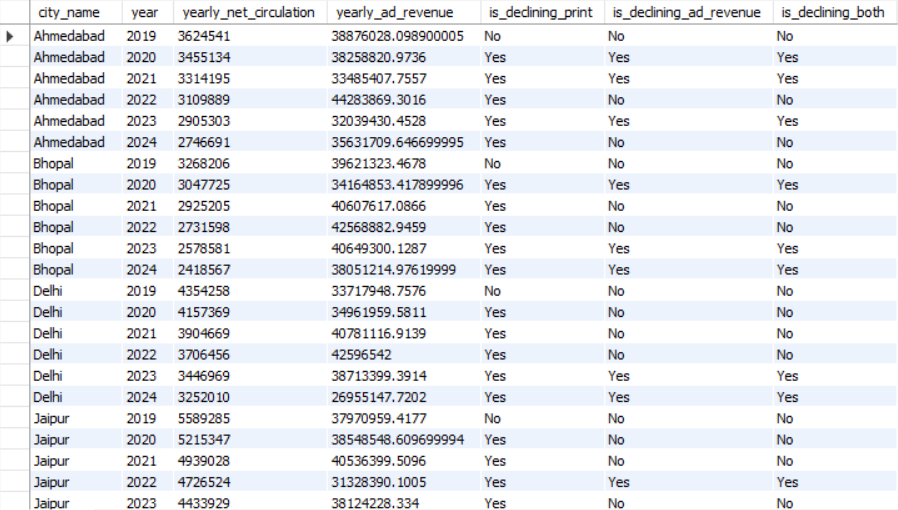 city_name year yearly_net_circulation yearly_ad_revenue is_declining_print is_declining_ad_revenue is_declining_both
Ahmedabad 2019 3624541 38876028.098900005 No No No
Ahmedabad 2020 3455134 38258820.9736 Yes Yes Yes
Ahmedabad 2021 3314195 33485407.7557 Yes Yes Yes
Ahmedabad 2022 3109889 44283869.3016 Yes No No
Ahmedabad 2023 2905303 32039430.4528 Yes Yes Yes
Ahmedabad 2024 2746691 35631709.646699995 Yes No No
Bhopal 2019 3268206 39621323.4678 No No No
Bhopal 2020 3047725 34164853.417899996 Yes Yes Yes
Bhopal 2021 2925205 40607617.0866 Yes No No
Bhopal 2022 2731598 42568882.9459 Yes No No
Bhopal 2023 2578581 40649300.1287 Yes Yes Yes
Bhopal 2024 2418567 38051214.97619999 Yes Yes Yes
Delhi 2019 4354258 33717948.7576 No No No
Delhi 2020 4157369 34961959.5811 Yes No No
Delhi 2021 3904669 40781116.9139 Yes No No
Delhi 2022 3706456 42596542 Yes No No
Delhi 2023 3446969 38713399.3914 Yes Yes Yes
Delhi 2024 3252010 26955147.7202 Yes Yes Yes
Jaipur 2019 5589285 37970959.4177 No No No
Jaipur 2020 5215347 38548548.609699994 Yes No No
Jaipur 2021 4939028 40536399.5096 Yes No No
Jaipur 2022 4726524 31328390.1005 Yes Yes Yes
Jaipur 2023 4433929 38124228.334 Yes No No